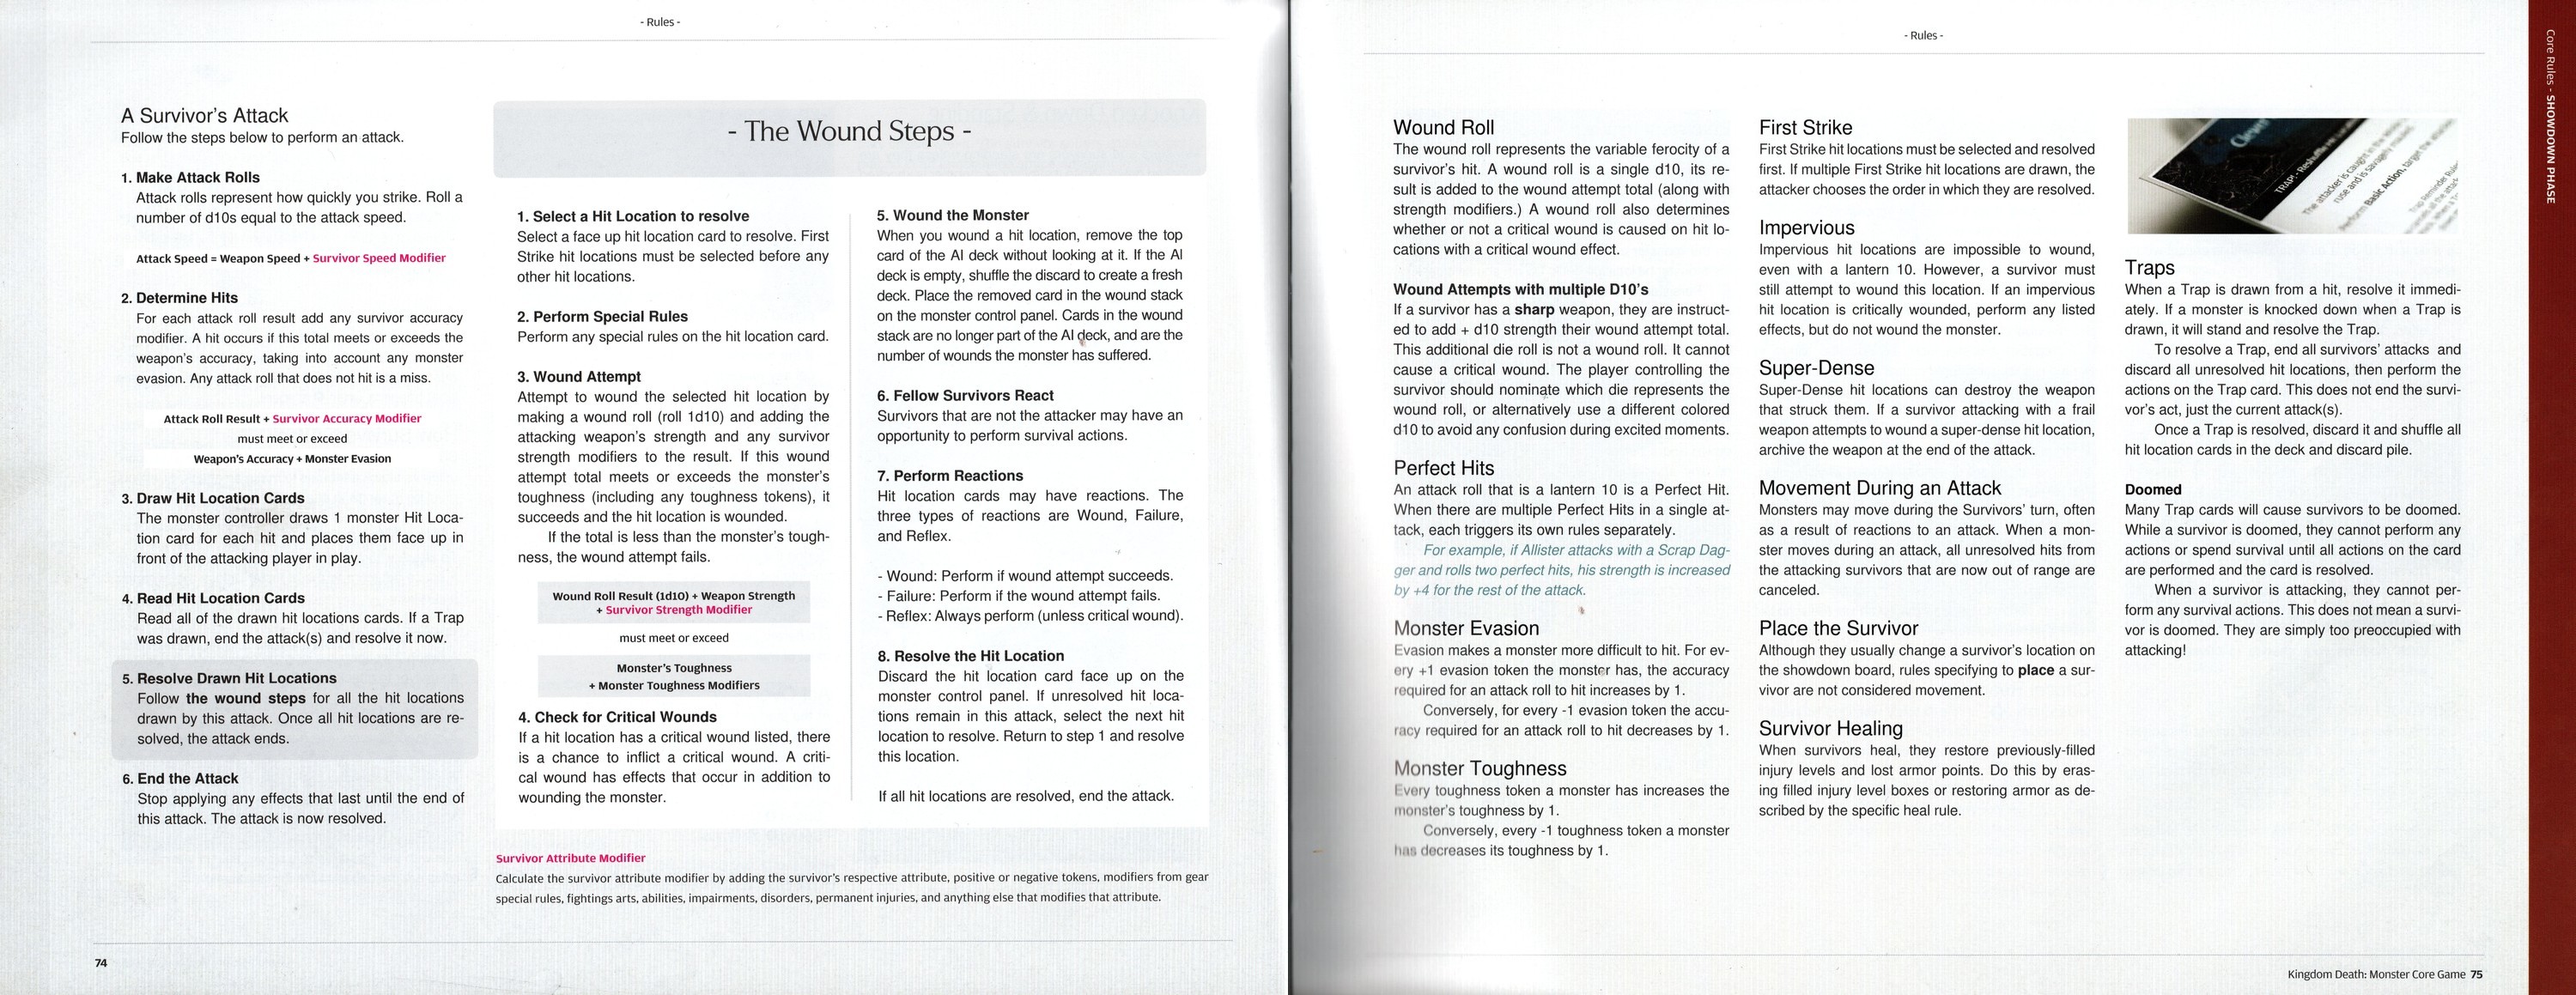 - Rules -
A Survivor's Attack
Follow the steps below to perform an attack.
1. Make Attack Rolls
Attack rolls represent how quickly you strike. Roll a
number of d10s equal to the attack speed.
Attack Speed = Weapon Speed + Survivor Speed Modifier
2. Determine Hits
For each attack roll result add any survivor accuracy
modifier. A hit occurs if this total meets or exceeds the
weapon's accuracy, taking into account any monster
evasion. Any attack roll that does not hit is a miss.
Attack Roll Result + Survivor Accuracy Modifier
must meet or exceed
Weapon's Accuracy + Monster Evasion
3. Draw Hit Location Cards
The monster controller draws 1 monster Hit Loca-
tion card for each hit and places them face up in
front of the attacking player in play.
4. Read Hit Location Cards
Read all of the drawn hit locations cards. If a Trap
was drawn, end the attack(s) and resolve it now.
5. Resolve Drawn Hit Locations
Follow the wound steps for all the hit locations
drawn by this attack. Once all hit locations are re-
solved, the attack ends.
6. End the Attack
Stop applying any effects that last until the end of
this attack. The attack is now resolved.
- The Wound Steps -
1. Select a Hit Location to resolve
Select a face up hit location card to resolve. First
Strike hit locations must be selected before any
other hit locations.
2. Perform Special Rules
Perform any special rules on the hit location card.
3. Wound Attempt
Attempt to wound the selected hit location by
making a wound roll (roll 1d10) and adding the
attacking weapon's strength and any survivor
strength modifiers to the result. If this wound
attempt total meets or exceeds the monster's
toughness (including any toughness tokens), it
succeeds and the hit location is wounded.
If the total is less than the monster's tough-
ness, the wound attempt fails.
Wound Roll Result (1d10) + Weapon Strength
+ Survivor Strength Modifier
must meet or exceed
Monster's Toughness
+ Monster Toughness Modifiers
4. Check for Critical Wounds
If a hit location has a critical wound listed, there
is a chance to inflict a critical wound. A criti-
cal wound has effects that occur in addition to
wounding the monster.
5. Wound the Monster
When you wound a hit location, remove the top
card of the AI deck without looking at it. If the AI
deck is empty, shuffle the discard to create a fresh
deck. Place the removed card in the wound stack
on the monster control panel. Cards in the wound
stack are no longer part of the AI deck, and are the
number of wounds the monster has suffered.
6. Fellow Survivors React
Survivors that are not the attacker may have an
opportunity to perform survival actions.
7. Perform Reactions
Hit location cards may have reactions. The
three types of reactions are Wound, Failure,
and Reflex.
- Wound: Perform if wound attempt succeeds.
- Failure: Perform if the wound attempt fails.
- Reflex: Always perform (unless critical wound).
8. Resolve the Hit Location
Discard the hit location card face up on the
monster control panel. If unresolved hit loca-
tions remain in this attack, select the next hit
location to resolve. Return to step 1 and resolve
this location.
If all hit locations are resolved, end the attack.
Survivor Attribute Modifier
Calculate the survivor attribute modifier by adding the survivor's respective attribute, positive or negative tokens, modifiers from gear
special rules, fightings arts, abilities, impairments, disorders, permanent injuries, and anything else that modifies that attribute.
74
- Rules -
Wound Roll
The wound roll represents the variable ferocity of a
survivor's hit. A wound roll is a single d10, its re-
sult is added to the wound attempt total (along with
strength modifiers.) A wound roll also determines
whether or not a critical wound is caused on hit lo-
cations with a critical wound effect.
Wound Attempts with multiple D10's
If a survivor has a sharp weapon, they are instruct-
ed to add + d10 strength their wound attempt total.
This additional die roll is not a wound roll. It cannot
cause a critical wound. The player controlling the
survivor should nominate which die represents the
wound roll, or alternatively use a different colored
d10 to avoid any confusion during excited moments.
Perfect Hits
An attack roll that is a lantern 10 is a Perfect Hit.
When there are multiple Perfect Hits in a single at-
tack, each triggers its own rules separately.
For example, if Allister attacks with a Scrap Dag-
ger and rolls two perfect hits, his strength is increased
by +4 for the rest of the attack.
Monster Evasion
Evasion makes a monster more difficult to hit. For ev-
ery +1 evasion token the monster has, the accuracy
required for an attack roll to hit increases by 1.
Conversely, for every -1 evasion token the accu-
racy required for an attack roll to hit decreases by 1.
Monster Toughness
Every toughness token a monster has increases the
monster's toughness by 1.
Conversely, every -1 toughness token a monster
has decreases its toughness by 1.
First Strike
First Strike hit locations must be selected and resolved
first. If multiple First Strike hit locations are drawn, the
attacker chooses the order in which they are resolved.
Impervious
Impervious hit locations are impossible to wound,
even with a lantern 10. However, a survivor must
still attempt to wound this location. If an impervious
hit location is critically wounded, perform any listed
effects, but do not wound the monster.
Super-Dense
Super-Dense hit locations can destroy the weapon
that struck them. If a survivor attacking with a frail
weapon attempts to wound a super-dense hit location,
archive the weapon at the end of the attack.
Movement During an Attack
Monsters may move during the Survivors' turn, often
as a result of reactions to an attack. When a mon-
ster moves during an attack, all unresolved hits from
the attacking survivors that are now out of range are
canceled.
Place the Survivor
Although they usually change a survivor's location on
the showdown board, rules specifying to place a sur-
vivor are not considered movement.
Survivor Healing
When survivors heal, they restore previously-filled
injury levels and lost armor points. Do this by eras-
ing filled injury level boxes or restoring armor as de-
scribed by the specific heal rule.
Clever
TRAP! - Reshuffle
The attacker is caught in the
ruse and is savagely
Perform Basic Action, target the
Traps
When a Trap is drawn from a hit, resolve it immedi-
ately. If a monster is knocked down when a Trap is
drawn, it will stand and resolve the Trap.
To resolve a Trap, end all survivors' attacks and
discard all unresolved hit locations, then perform the
actions on the Trap card. This does not end the survi-
vor's act, just the current attack(s).
Once a Trap is resolved, discard it and shuffle all
hit location cards in the deck and discard pile.
Doomed
Many Trap cards will cause survivors to be doomed.
While a survivor is doomed, they cannot perform any
actions or spend survival until all actions on the card
are performed and the card is resolved.
When a survivor is attacking, they cannot per-
form any survival actions. This does not mean a survi-
vor is doomed. They are simply too preoccupied with
attacking!
Core Rules - SHOWDOWN PHASE
Kingdom Death: Monster Core Game 75